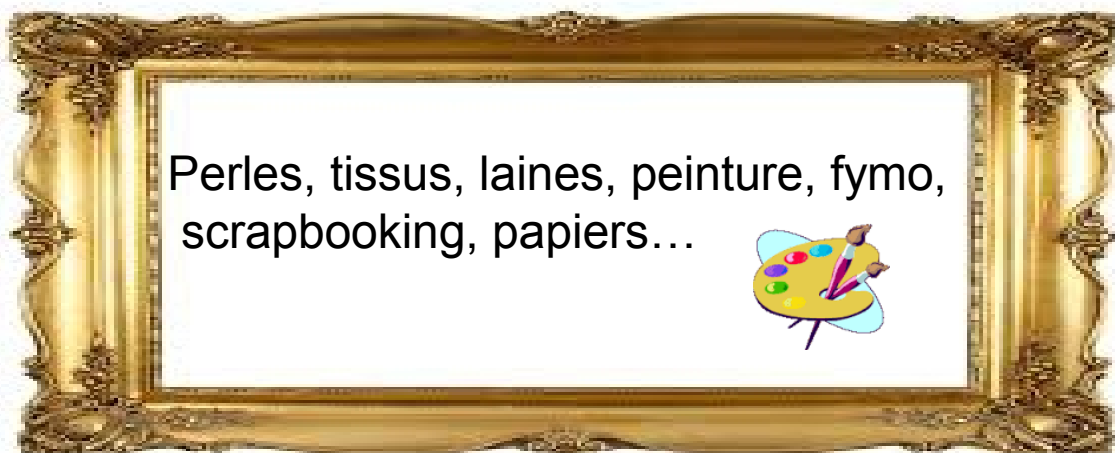 Perles, tissus, laines, peinture, fymo,
scrapbooking, papiers…